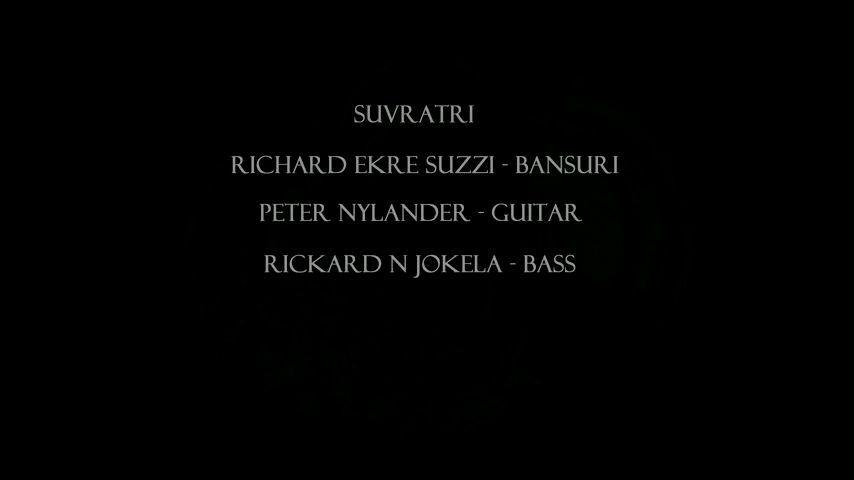 SUVRATRI
RICHARD EKRE SUZZI - BANSURI
PETER NYLANDER - GUITAR
RICKARD N JOKELA - BASS